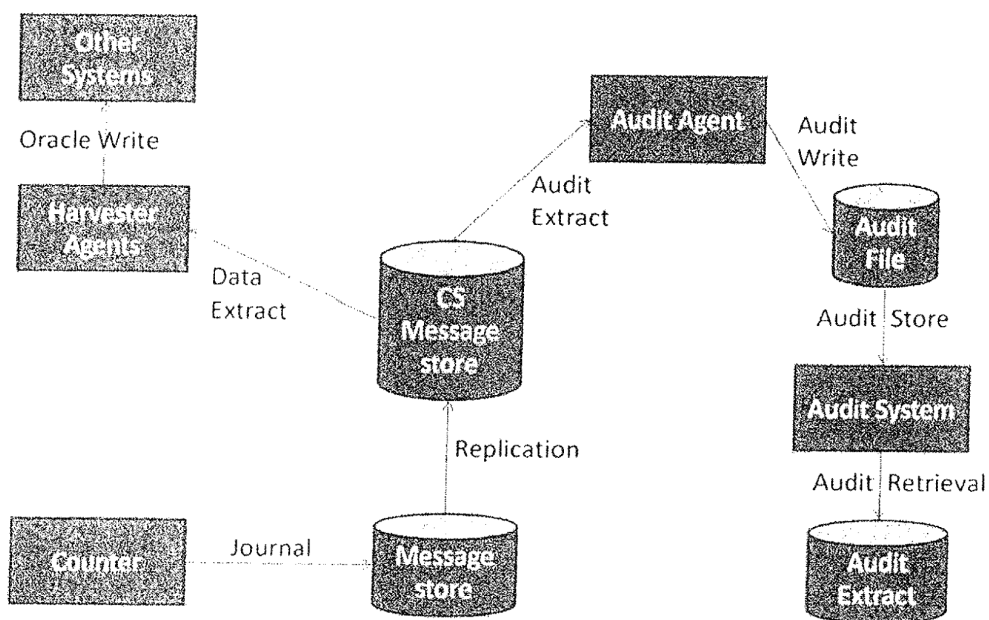 Other
Systems
Oracle Write
Harvester
Agents
Data
Extract
CS
Message
store
Audit
Extract
Audit Agent
Audit
Write
Audit
File
Audit Store
Audit System
Audit Retrieval
Audit
Extract
Replication
Counter
Journal
Message
store